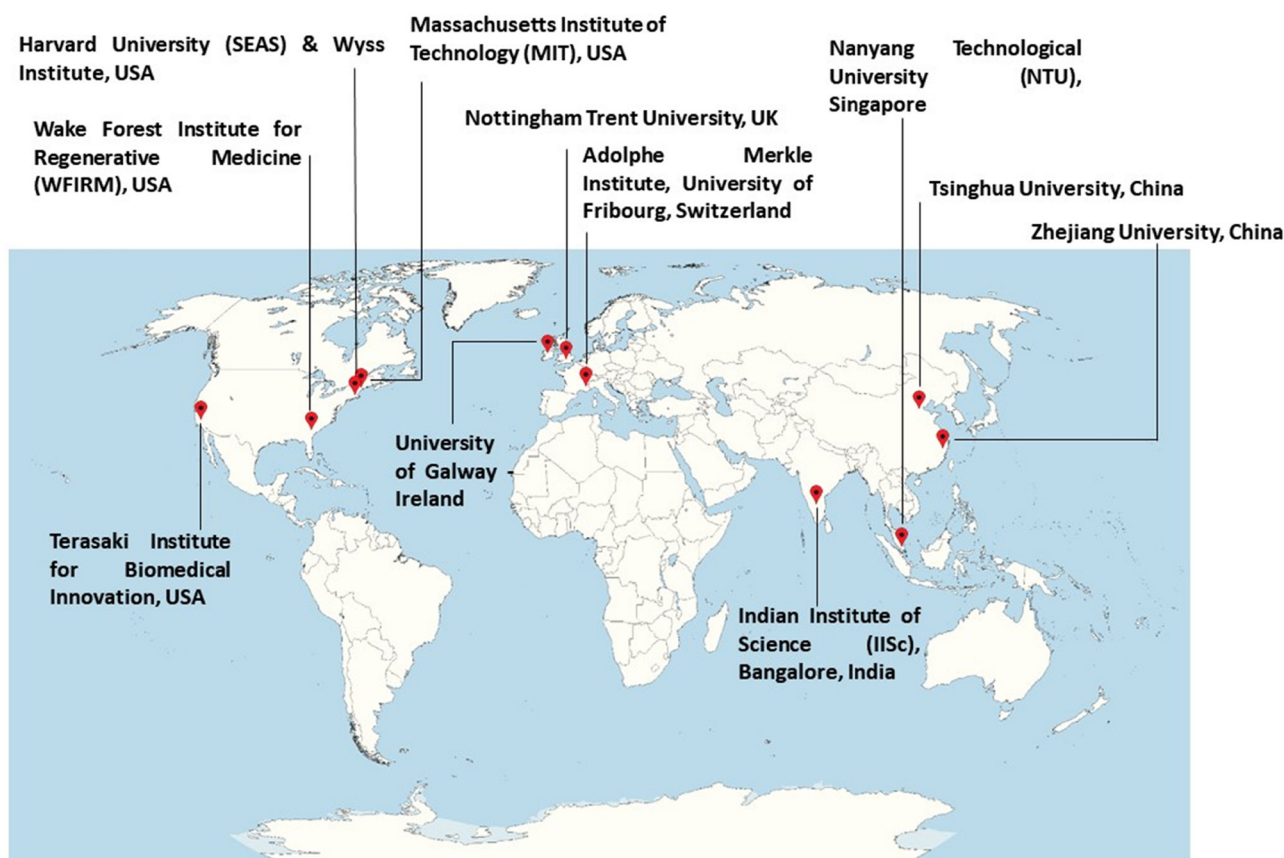 Harvard University (SEAS) & Wyss
Institute, USA
Massachusetts Institute of
Technology (MIT), USA
Nanyang Technological
University (NTU),
Singapore
Wake Forest Institute for
Regenerative Medicine
(WFIRM), USA
Nottingham Trent University, UK
Adolphe Merkle
Institute, University of
Fribourg, Switzerland
Tsinghua University, China
Zhejiang University, China
University
of Galway
Ireland
Terasaki Institute
for Biomedical
Innovation, USA
Indian Institute of
Science (IISc),
Bangalore, India